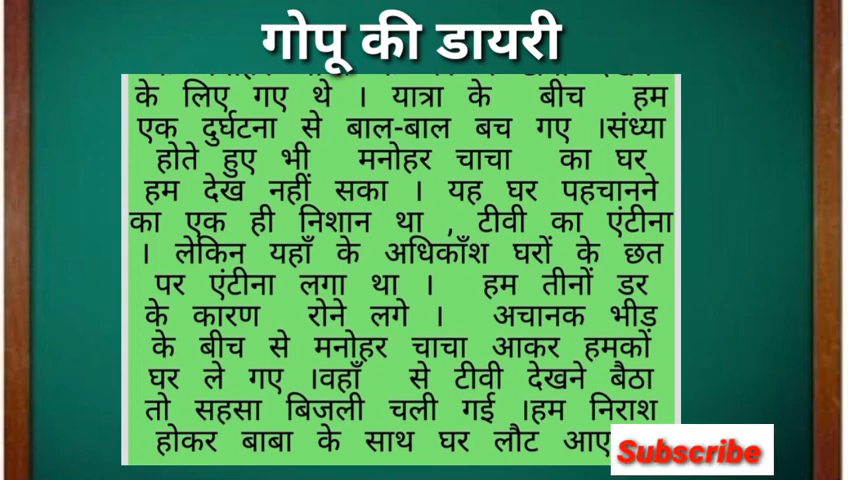 गोपू की डायरी
के लिए गए थे । यात्रा के बीच हम
एक दुर्घटना से बाल-बाल बच गए ।संध्या
होते हुए भी मनोहर चाचा का घर
हम देख नहीं सका । यह घर पहचानने
का एक ही निशान था , टीवी का एंटीना
। लेकिन यहाँ के अधिकाँश घरों के छत
पर एंटीना लगा था । हम तीनों डर
के कारण रोने लगे । अचानक भीड़
के बीच से मनोहर चाचा आकर हमकों
घर ले गए ।वहाँ से टीवी देखने बैठा
तो सहसा बिजली चली गई ।हम निराश
होकर बाबा के साथ घर लौट आए
Subscribe